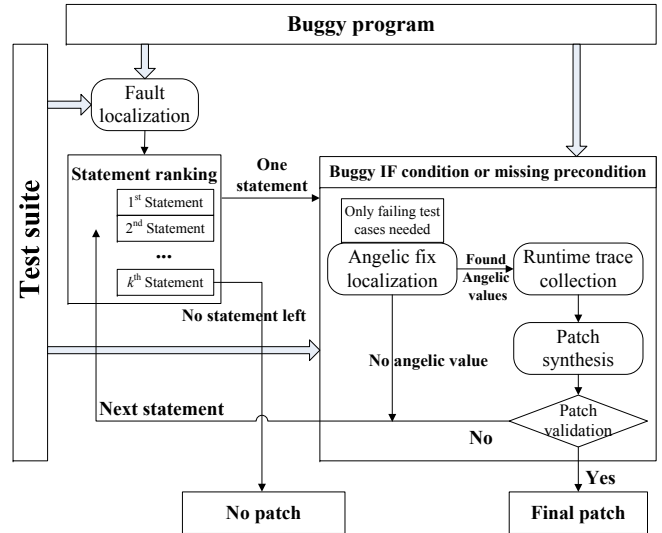 Buggy program
Test suite
Fault
localization
Statement ranking
1st Statement
2nd Statement
...
kth Statement
One
statement
Buggy IF condition or missing precondition
Only failing test
cases needed
Angelic fix
localization
Found
Angelic
values
Runtime trace
collection
No statement left
No angelic value
Patch
synthesis
Next statement
No
Patch
validation
Yes
No patch
Final patch